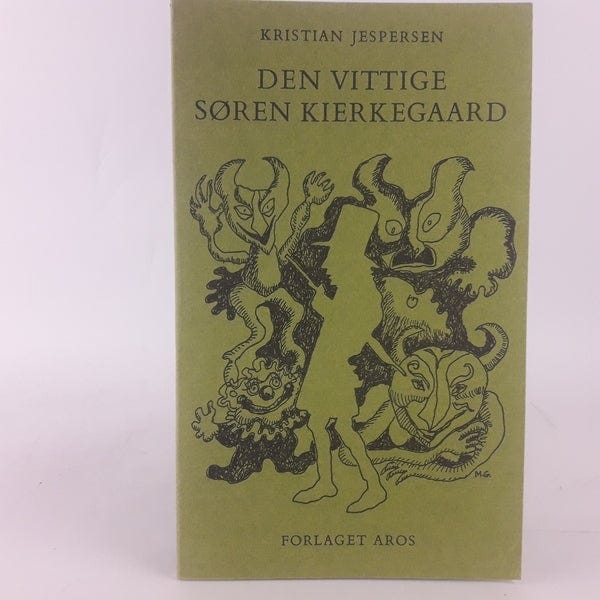 KRISTIAN JESPERSEN
DEN VITTIGE
SØREN KIERKEGAARD
M.G.
FORLAGET AROS